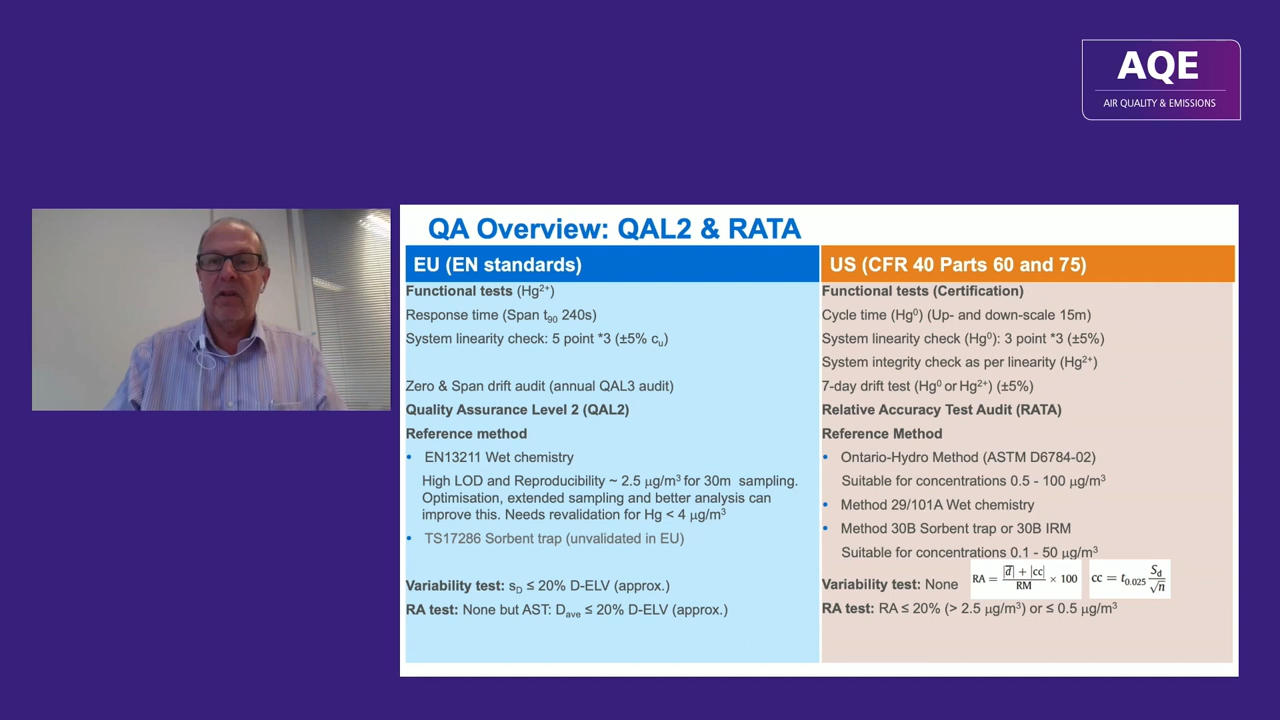 AQE
AIR QUALITY & EMISSIONS
QA Overview: QAL2 & RATA
EU (EN standards)
Functional tests (Hg²⁺)
Response time (Span t₉₀ 240s)
System linearity check: 5 point *3 (±5% cᵤ)
Zero & Span drift audit (annual QAL3 audit)
Quality Assurance Level 2 (QAL2)
Reference method
• EN13211 Wet chemistry
High LOD and Reproducibility ~ 2.5 µg/m³ for 30m sampling.
Optimisation, extended sampling and better analysis can
improve this. Needs revalidation for Hg < 4 µg/m³
• TS17286 Sorbent trap (unvalidated in EU)
Variability test: s_D ≤ 20% D-ELV (approx.)
RA test: None but AST: D_ave ≤ 20% D-ELV (approx.)
US (CFR 40 Parts 60 and 75)
Functional tests (Certification)
Cycle time (Hg⁰) (Up- and down-scale 15m)
System linearity check (Hg⁰): 3 point *3 (±5%)
System integrity check as per linearity (Hg²⁺)
7-day drift test (Hg⁰ or Hg²⁺) (±5%)
Relative Accuracy Test Audit (RATA)
Reference Method
• Ontario-Hydro Method (ASTM D6784-02)
Suitable for concentrations 0.5 - 100 µg/m³
• Method 29/101A Wet chemistry
• Method 30B Sorbent trap or 30B IRM
Suitable for concentrations 0.1 - 50 µg/m³
Variability test: None RA = |d̅| + |cc| / RM × 100 cc = t₀.₀₂₅ S_d / √n
RA test: RA ≤ 20% (> 2.5 µg/m³) or ≤ 0.5 µg/m³